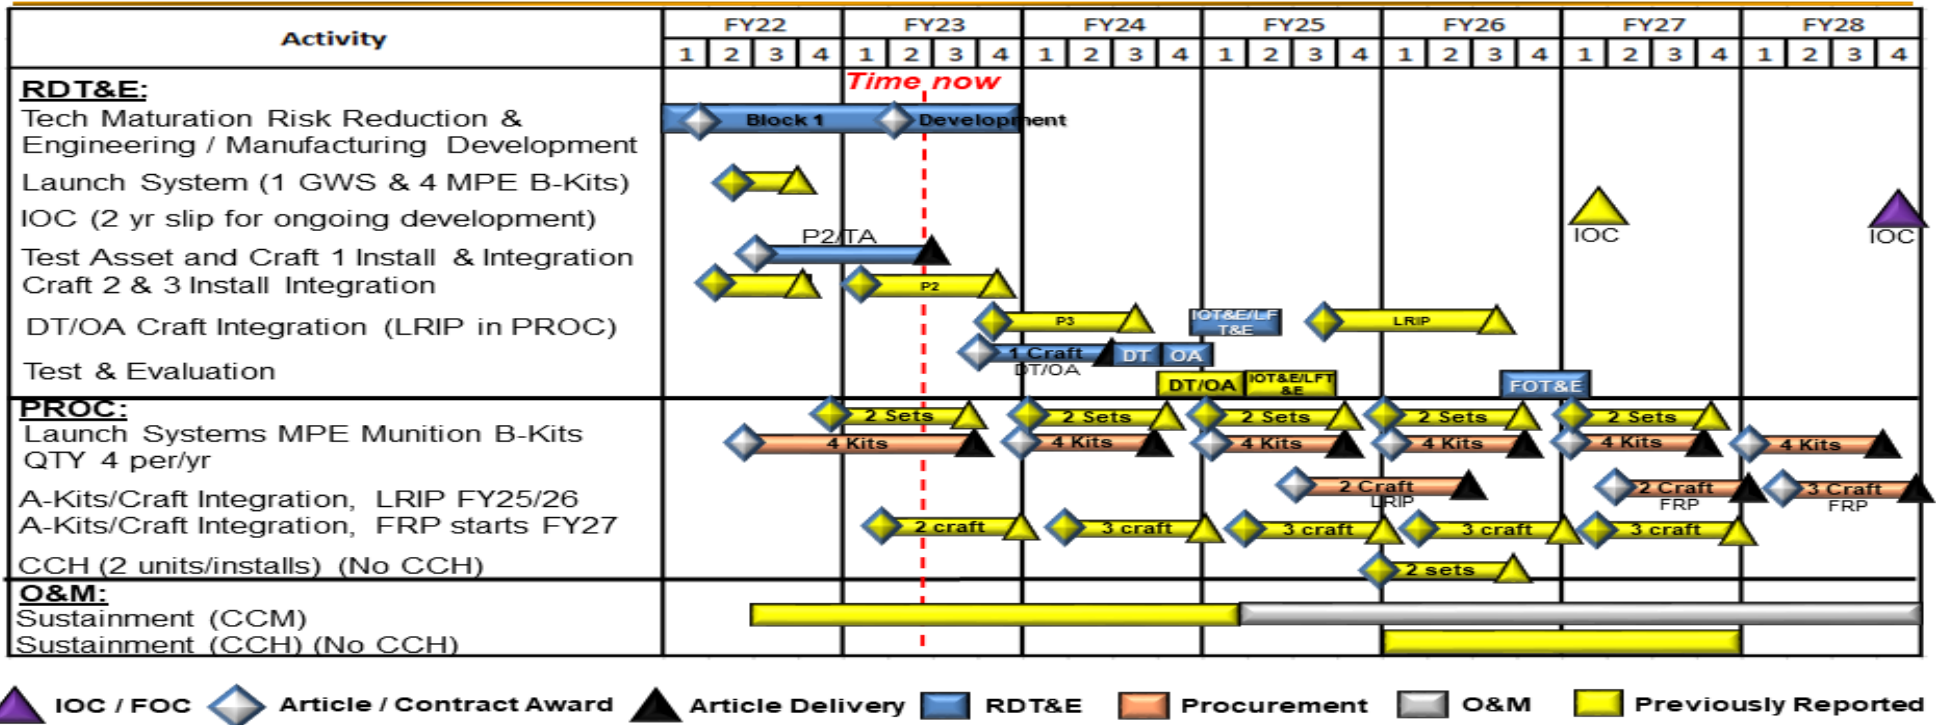 Activity
FY22 FY23 FY24 FY25 FY26 FY27 FY28
1 2 3 4 1 2 3 4 1 2 3 4 1 2 3 4 1 2 3 4 1 2 3 4 1 2 3 4
Time now
RDT&E:
Tech Maturation Risk Reduction &
Engineering / Manufacturing Development
Block 1 Development
Launch System (1 GWS & 4 MPE B-Kits)
IOC (2 yr slip for ongoing development)
IOC IOC
P2/TA
Test Asset and Craft 1 Install & Integration
Craft 2 & 3 Install Integration
P2
DT/OA Craft Integration (LRIP in PROC)
P3 IOT&E/LF LRIP
T&E
1 Craft DT OA
DT/OA
Test & Evaluation
DT/OA IOT&E/LFT FOT&E
&E
PROC:
2 Sets 2 Sets 2 Sets 2 Sets 2 Sets
Launch Systems MPE Munition B-Kits
QTY 4 per/yr
4 Kits 4 Kits 4 Kits 4 Kits 4 Kits 4 Kits
A-Kits/Craft Integration, LRIP FY25/26
2 Craft 2 Craft 3 Craft
LRIP FRP FRP
A-Kits/Craft Integration, FRP starts FY27
2 craft 3 craft 3 craft 3 craft 3 craft
CCH (2 units/installs) (No CCH)
2 sets
O&M:
Sustainment (CCM)
Sustainment (CCH) (No CCH)
IOC / FOC Article / Contract Award Article Delivery RDT&E Procurement O&M Previously Reported